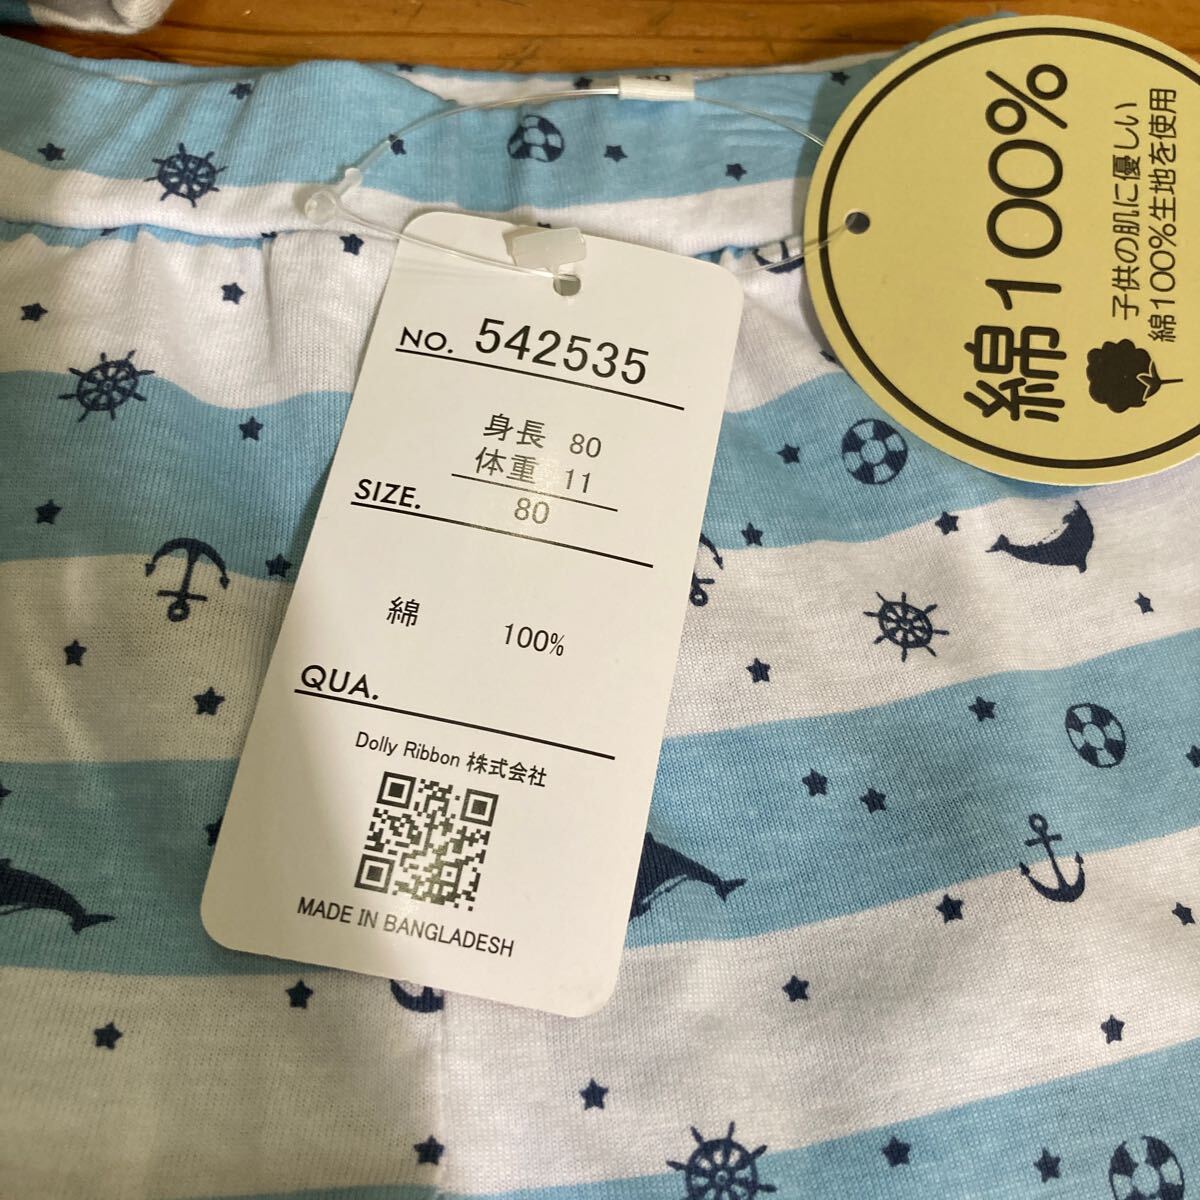 NO. 542535
身長 80
体重 11
SIZE. 80
綿 100%
QUA.
Dolly Ribbon 株式会社
MADE IN BANGLADESH
綿100%
子供の肌に優しい
綿100%生地を使用